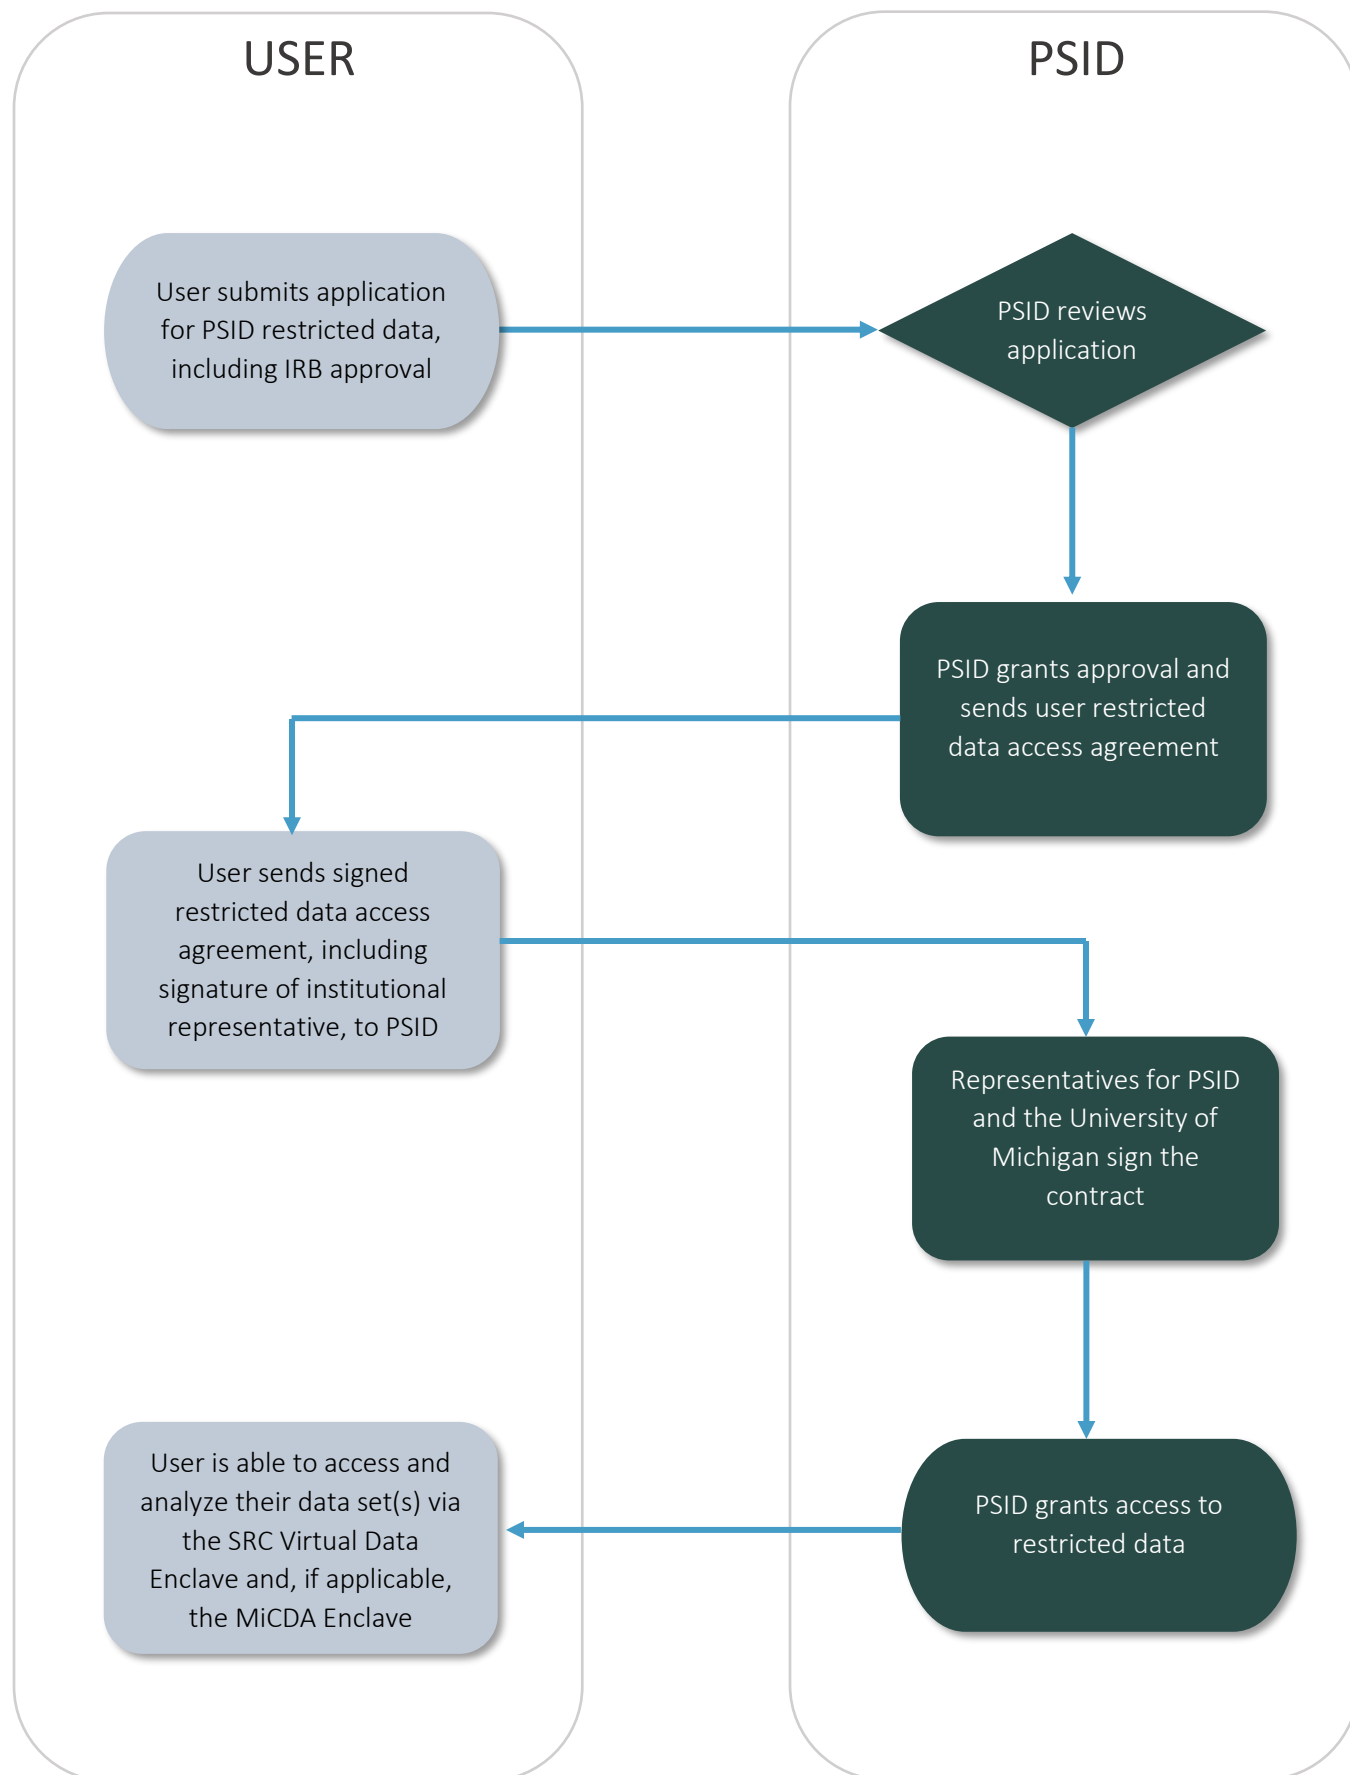 USER
PSID
User submits application
for PSID restricted data,
including IRB approval
PSID reviews
application
PSID grants approval and
sends user restricted
data access agreement
User sends signed
restricted data access
agreement, including
signature of institutional
representative, to PSID
Representatives for PSID
and the University of
Michigan sign the
contract
PSID grants access to
restricted data
User is able to access and
analyze their data set(s) via
the SRC Virtual Data
Enclave and, if applicable,
the MiCDA Enclave